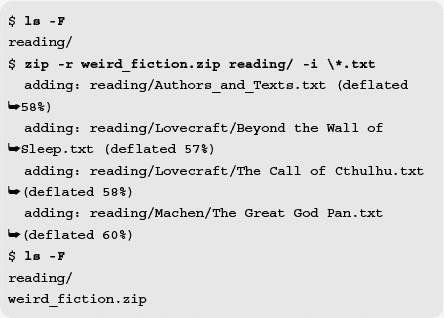 $ ls -F
reading/
$ zip -r weird_fiction.zip reading/ -i \*.txt
adding: reading/Authors_and_Texts.txt (deflated
➥58%)
adding: reading/Lovecraft/Beyond the Wall of
➥Sleep.txt (deflated 57%)
adding: reading/Lovecraft/The Call of Cthulhu.txt
➥(deflated 58%)
adding: reading/Machen/The Great God Pan.txt
➥(deflated 60%)
$ ls -F
reading/
weird_fiction.zip